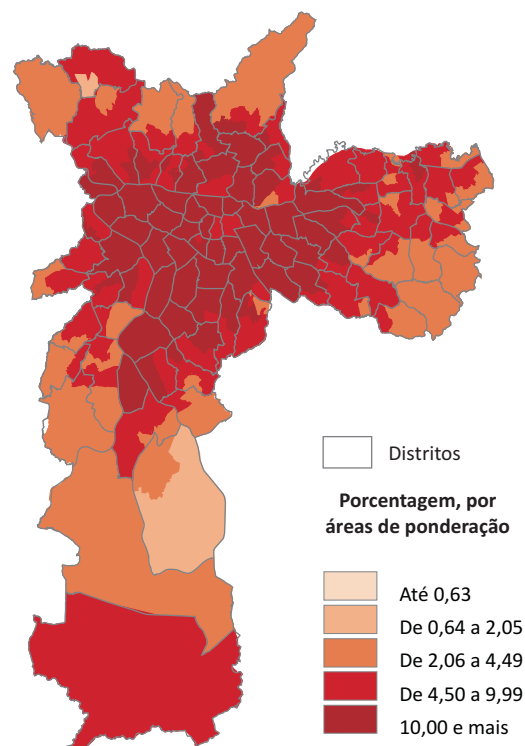 Distritos
Porcentagem, por
áreas de ponderação
Até 0,63
De 0,64 a 2,05
De 2,06 a 4,49
De 4,50 a 9,99
10,00 e mais